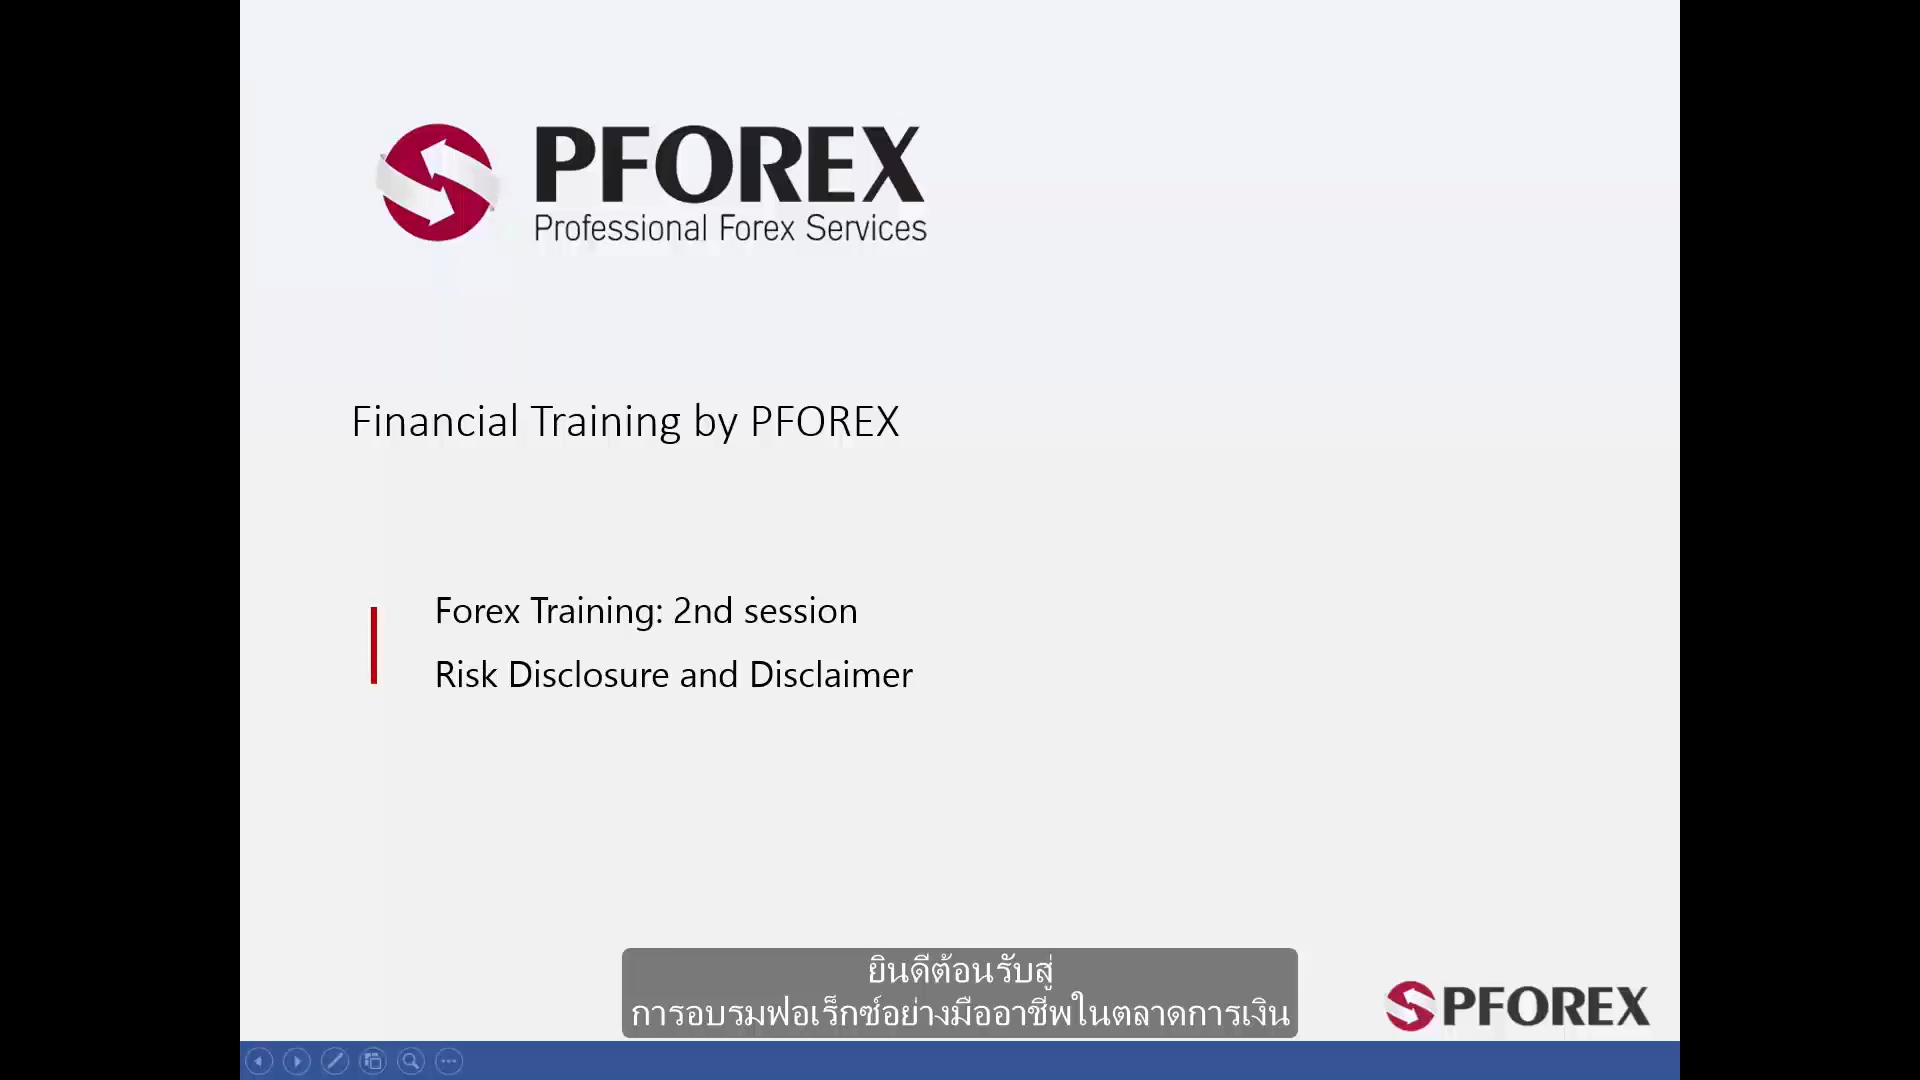 PFOREX
Professional Forex Services
Financial Training by PFOREX
Forex Training: 2nd session
Risk Disclosure and Disclaimer
ยินดีต้อนรับสู่
การอบรมฟอเร็กซ์อย่างมืออาชีพในตลาดการเงิน
PFOREX